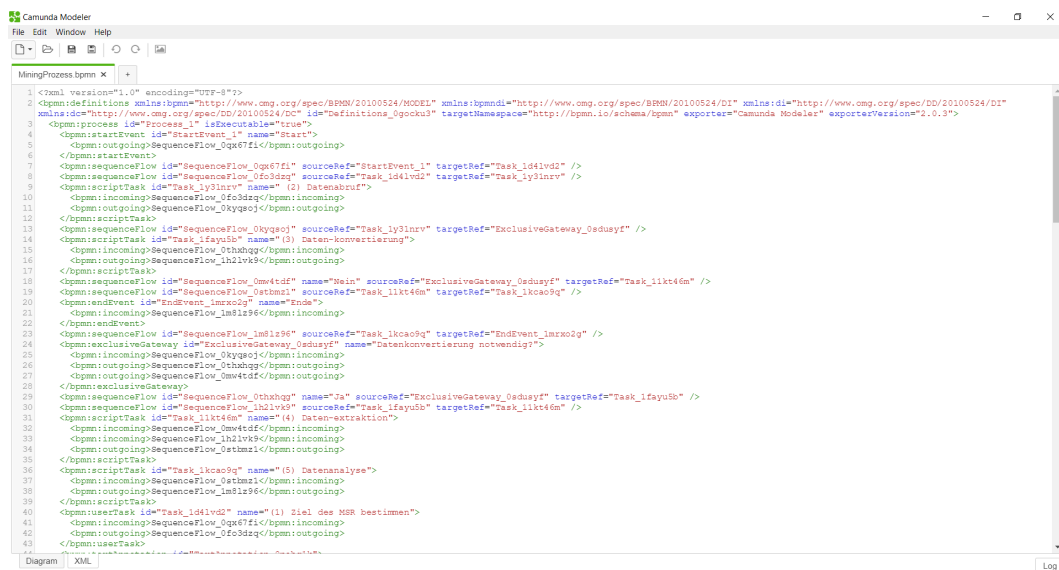 Camunda Modeler
File Edit Window Help
MiningProzess.bpmn × +
1 <?xml version="1.0" encoding="UTF-8"?>
2 <bpmn:definitions xmlns:bpmn="http://www.omg.org/spec/BPMN/20100524/MODEL" xmlns:bpmndi="http://www.omg.org/spec/BPMN/20100524/DI" xmlns:di="http://www.omg.org/spec/DD/20100524/DI"
xmlns:dc="http://www.omg.org/spec/DD/20100524/DC" id="Definitions_0gocku3" targetNamespace="http://bpmn.io/schema/bpmn" exporter="Camunda Modeler" exporterVersion="2.0.3">
3 <bpmn:process id="Process_1" isExecutable="true">
4 <bpmn:startEvent id="StartEvent_1" name="Start">
5 <bpmn:outgoing>SequenceFlow_0qx67fi</bpmn:outgoing>
6 </bpmn:startEvent>
7 <bpmn:sequenceFlow id="SequenceFlow_0qx67fi" sourceRef="StartEvent_1" targetRef="Task_1d4lvd2" />
8 <bpmn:sequenceFlow id="SequenceFlow_0fo3dzq" sourceRef="Task_1d4lvd2" targetRef="Task_1y31nrv" />
9 <bpmn:scriptTask id="Task_1y31nrv" name=" (2) Datenabruf">
10 <bpmn:incoming>SequenceFlow_0fo3dzq</bpmn:incoming>
11 <bpmn:outgoing>SequenceFlow_0kyqsoj</bpmn:outgoing>
12 </bpmn:scriptTask>
13 <bpmn:sequenceFlow id="SequenceFlow_0kyqsoj" sourceRef="Task_1y31nrv" targetRef="ExclusiveGateway_0sdusyf" />
14 <bpmn:scriptTask id="Task_1fayu5b" name="(3) Daten-konvertierung">
15 <bpmn:incoming>SequenceFlow_0thxhqg</bpmn:incoming>
16 <bpmn:outgoing>SequenceFlow_1h2lvk9</bpmn:outgoing>
17 </bpmn:scriptTask>
18 <bpmn:sequenceFlow id="SequenceFlow_0mw4tdf" name="Nein" sourceRef="ExclusiveGateway_0sdusyf" targetRef="Task_11kt46m" />
19 <bpmn:sequenceFlow id="SequenceFlow_0stbmz1" sourceRef="Task_11kt46m" targetRef="Task_1kcao9q" />
20 <bpmn:endEvent id="EndEvent_1mrxo2g" name="Ende">
21 <bpmn:incoming>SequenceFlow_1m8lz96</bpmn:incoming>
22 </bpmn:endEvent>
23 <bpmn:sequenceFlow id="SequenceFlow_1m8lz96" sourceRef="Task_1kcao9q" targetRef="EndEvent_1mrxo2g" />
24 <bpmn:exclusiveGateway id="ExclusiveGateway_0sdusyf" name="Datenkonvertierung notwendig?">
25 <bpmn:incoming>SequenceFlow_0kyqsoj</bpmn:incoming>
26 <bpmn:outgoing>SequenceFlow_0thxhqg</bpmn:outgoing>
27 <bpmn:outgoing>SequenceFlow_0mw4tdf</bpmn:outgoing>
28 </bpmn:exclusiveGateway>
29 <bpmn:sequenceFlow id="SequenceFlow_0thxhqg" name="Ja" sourceRef="ExclusiveGateway_0sdusyf" targetRef="Task_1fayu5b" />
30 <bpmn:sequenceFlow id="SequenceFlow_1h2lvk9" sourceRef="Task_1fayu5b" targetRef="Task_11kt46m" />
31 <bpmn:scriptTask id="Task_11kt46m" name="(4) Daten-extraktion">
32 <bpmn:incoming>SequenceFlow_0mw4tdf</bpmn:incoming>
33 <bpmn:incoming>SequenceFlow_1h2lvk9</bpmn:incoming>
34 <bpmn:outgoing>SequenceFlow_0stbmz1</bpmn:outgoing>
35 </bpmn:scriptTask>
36 <bpmn:scriptTask id="Task_1kcao9q" name="(5) Datenanalyse">
37 <bpmn:incoming>SequenceFlow_0stbmz1</bpmn:incoming>
38 <bpmn:outgoing>SequenceFlow_1m8lz96</bpmn:outgoing>
39 </bpmn:scriptTask>
40 <bpmn:userTask id="Task_1d4lvd2" name="(1) Ziel des MSR bestimmen">
41 <bpmn:incoming>SequenceFlow_0qx67fi</bpmn:incoming>
42 <bpmn:outgoing>SequenceFlow_0fo3dzq</bpmn:outgoing>
43 </bpmn:userTask>
Diagram XML
Log